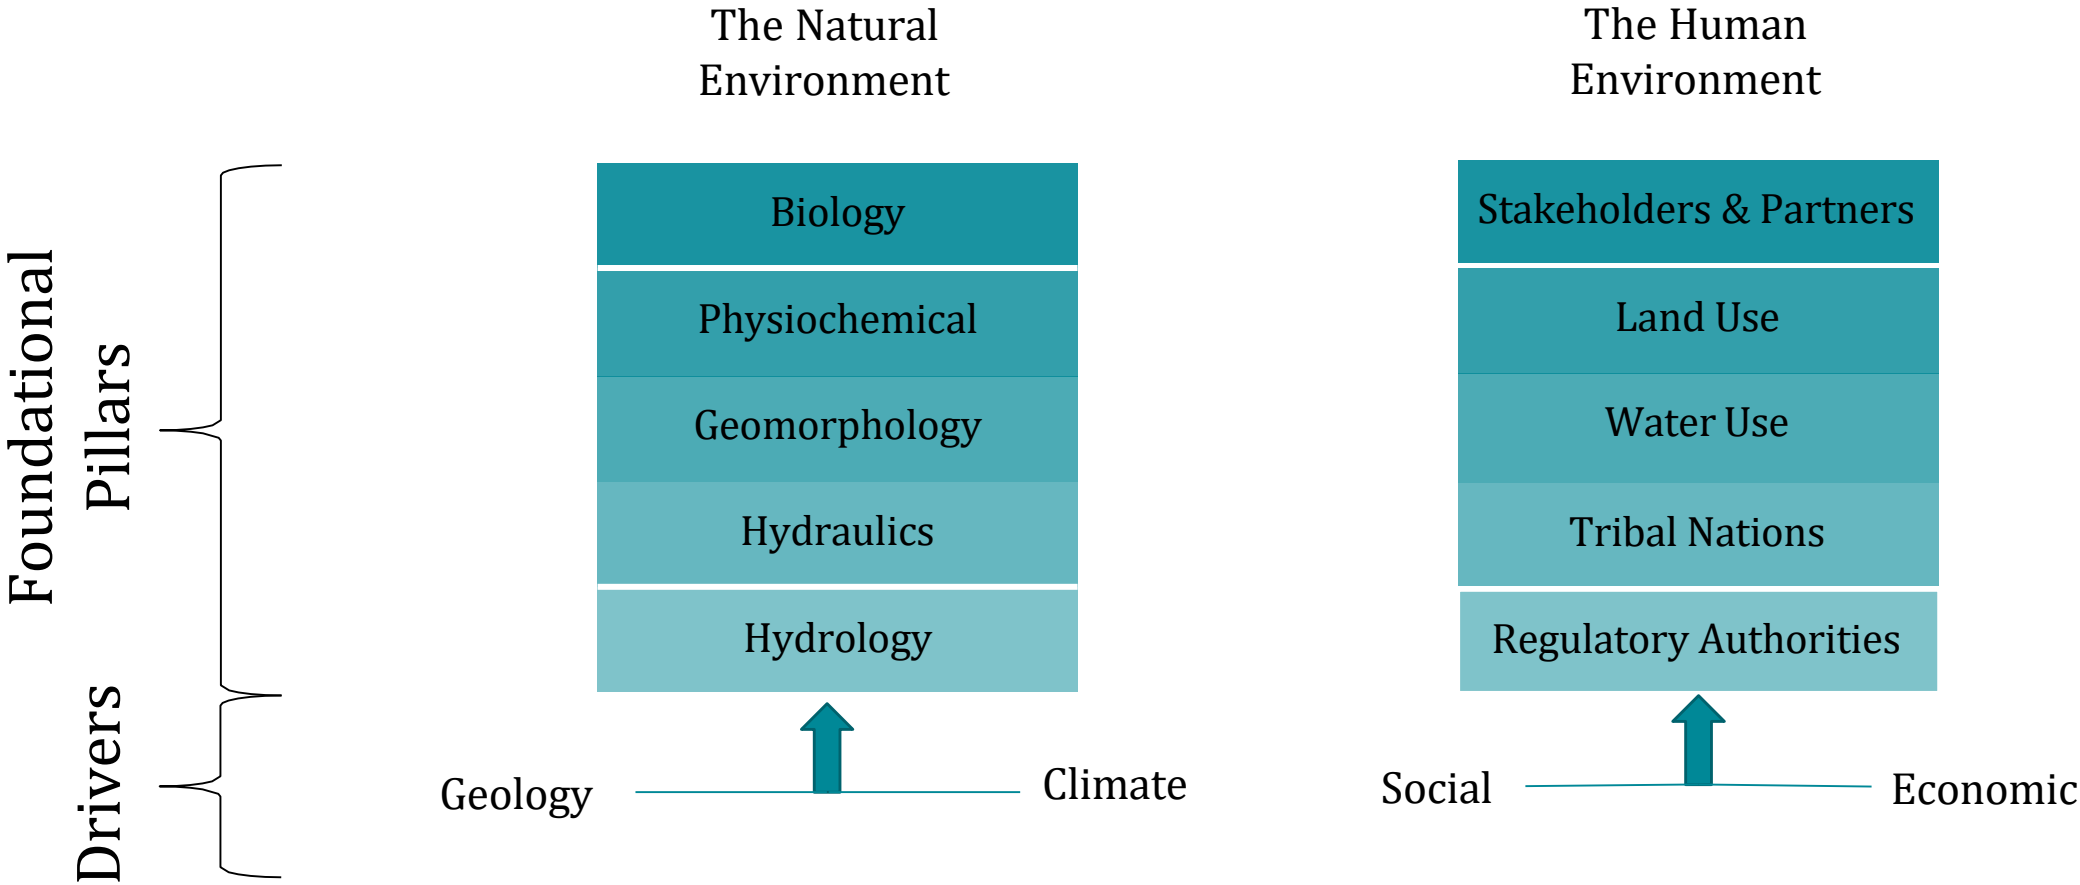 The Natural
Environment
The Human
Environment
Foundational
Pillars
Biology
Physiochemical
Geomorphology
Hydraulics
Hydrology
Stakeholders & Partners
Land Use
Water Use
Tribal Nations
Regulatory Authorities
Drivers
Geology
Climate
Social
Economic